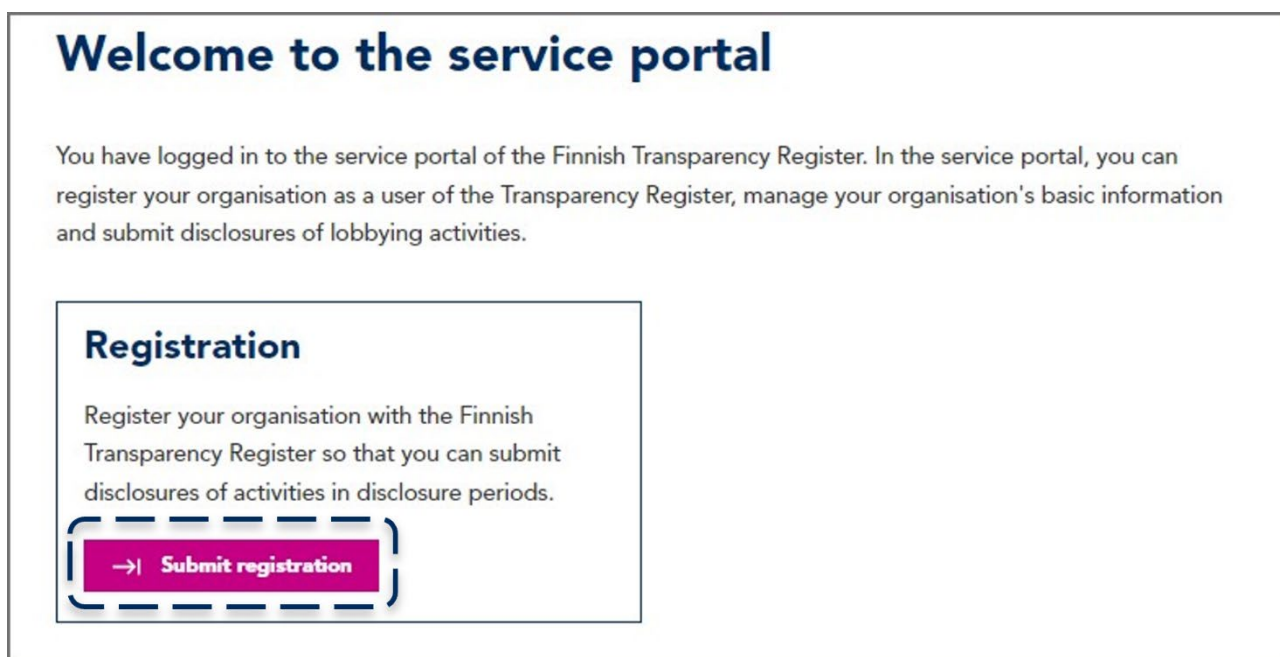 Welcome to the service portal
You have logged in to the service portal of the Finnish Transparency Register. In the service portal, you can
register your organisation as a user of the Transparency Register, manage your organisation's basic information
and submit disclosures of lobbying activities.
Registration
Register your organisation with the Finnish
Transparency Register so that you can submit
disclosures of activities in disclosure periods.
Submit registration